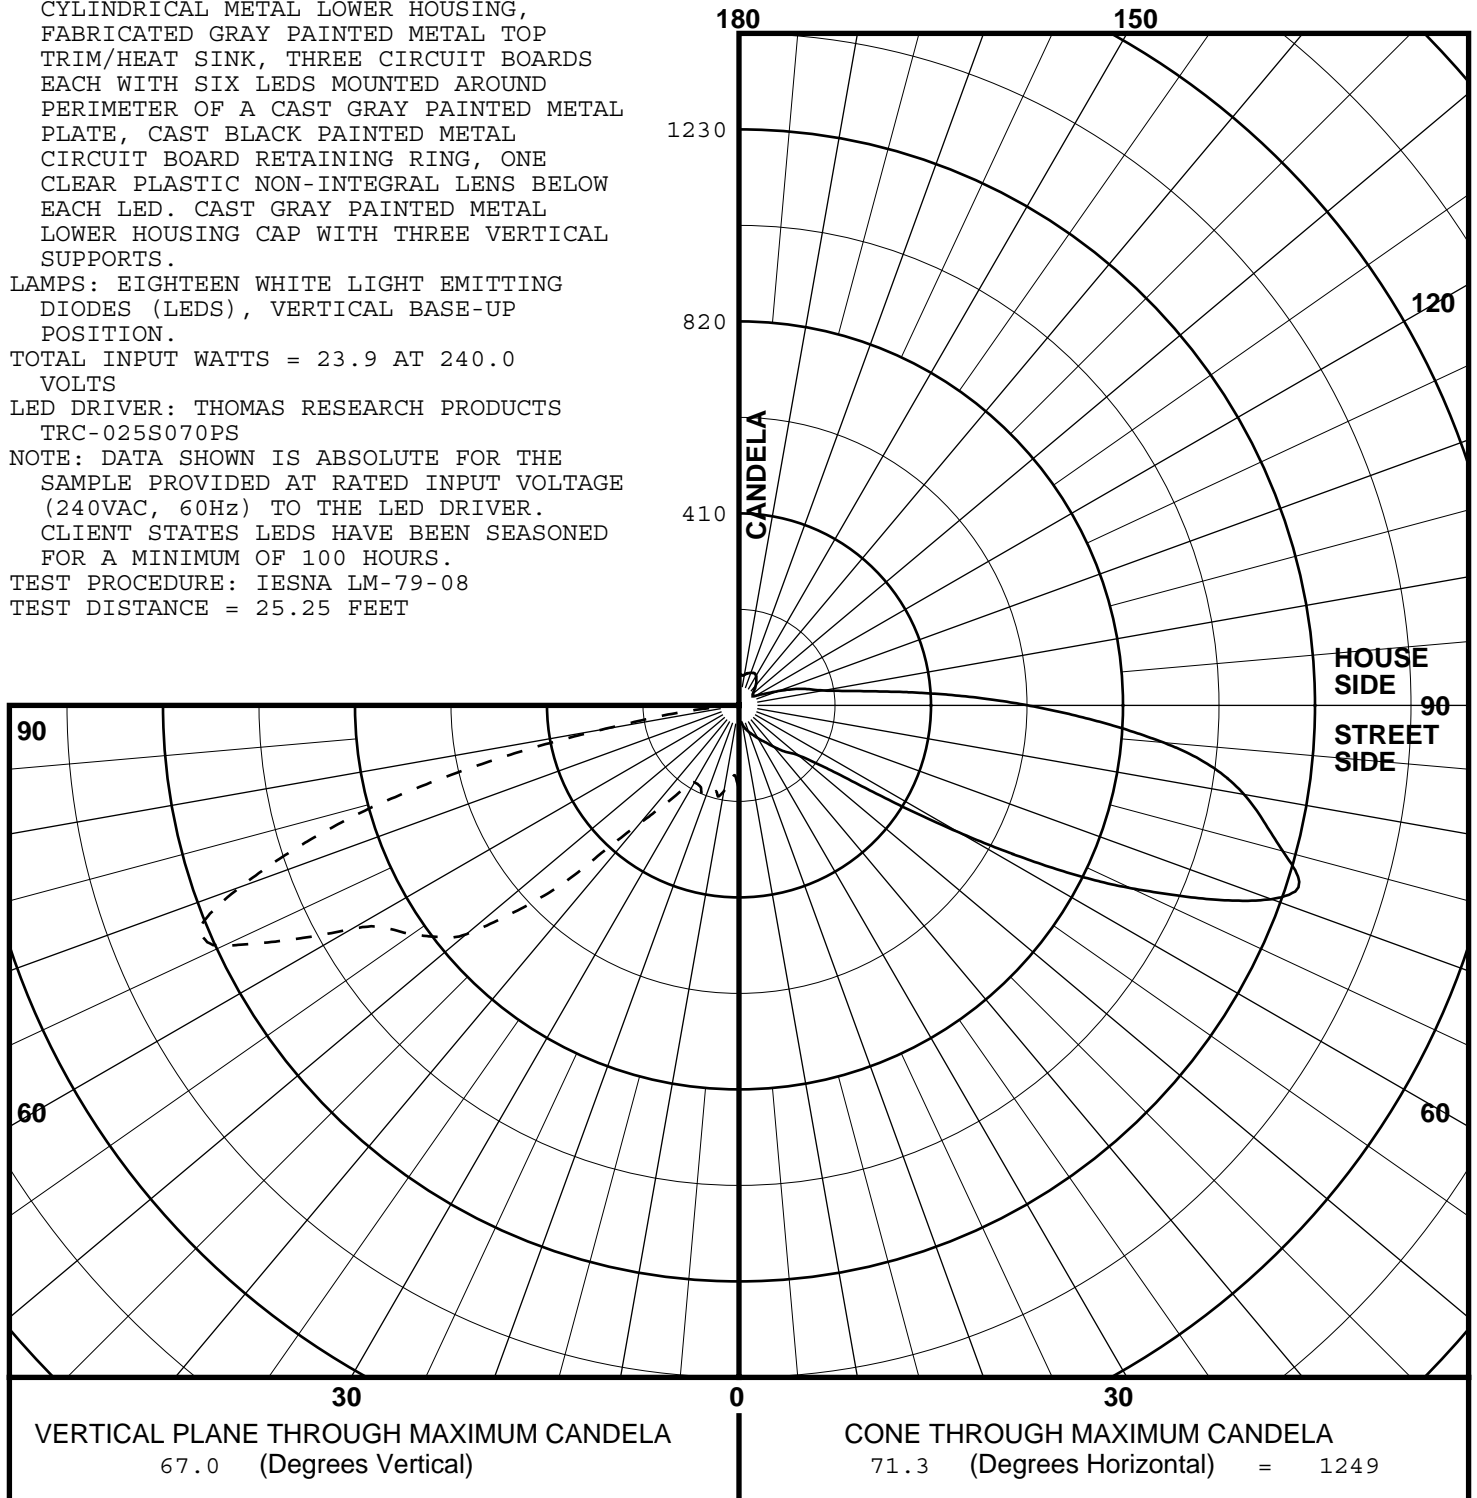 CYLINDRICAL METAL LOWER HOUSING,
FABRICATED GRAY PAINTED METAL TOP
TRIM/HEAT SINK, THREE CIRCUIT BOARDS
EACH WITH SIX LEDS MOUNTED AROUND
PERIMETER OF A CAST GRAY PAINTED METAL
PLATE, CAST BLACK PAINTED METAL
CIRCUIT BOARD RETAINING RING, ONE
CLEAR PLASTIC NON-INTEGRAL LENS BELOW
EACH LED. CAST GRAY PAINTED METAL
LOWER HOUSING CAP WITH THREE VERTICAL
SUPPORTS.
LAMPS: EIGHTEEN WHITE LIGHT EMITTING
DIODES (LEDS), VERTICAL BASE-UP
POSITION.
TOTAL INPUT WATTS = 23.9 AT 240.0
VOLTS
LED DRIVER: THOMAS RESEARCH PRODUCTS
TRC-025S070PS
NOTE: DATA SHOWN IS ABSOLUTE FOR THE
SAMPLE PROVIDED AT RATED INPUT VOLTAGE
(240VAC, 60Hz) TO THE LED DRIVER.
CLIENT STATES LEDS HAVE BEEN SEASONED
FOR A MINIMUM OF 100 HOURS.
TEST PROCEDURE: IESNA LM-79-08
TEST DISTANCE = 25.25 FEET
180
150
1230
120
820
CANDELA
410
HOUSE
SIDE
90
90
STREET
SIDE
60
60
30
0
30
VERTICAL PLANE THROUGH MAXIMUM CANDELA
67.0 (Degrees Vertical)
CONE THROUGH MAXIMUM CANDELA
71.3 (Degrees Horizontal) = 1249